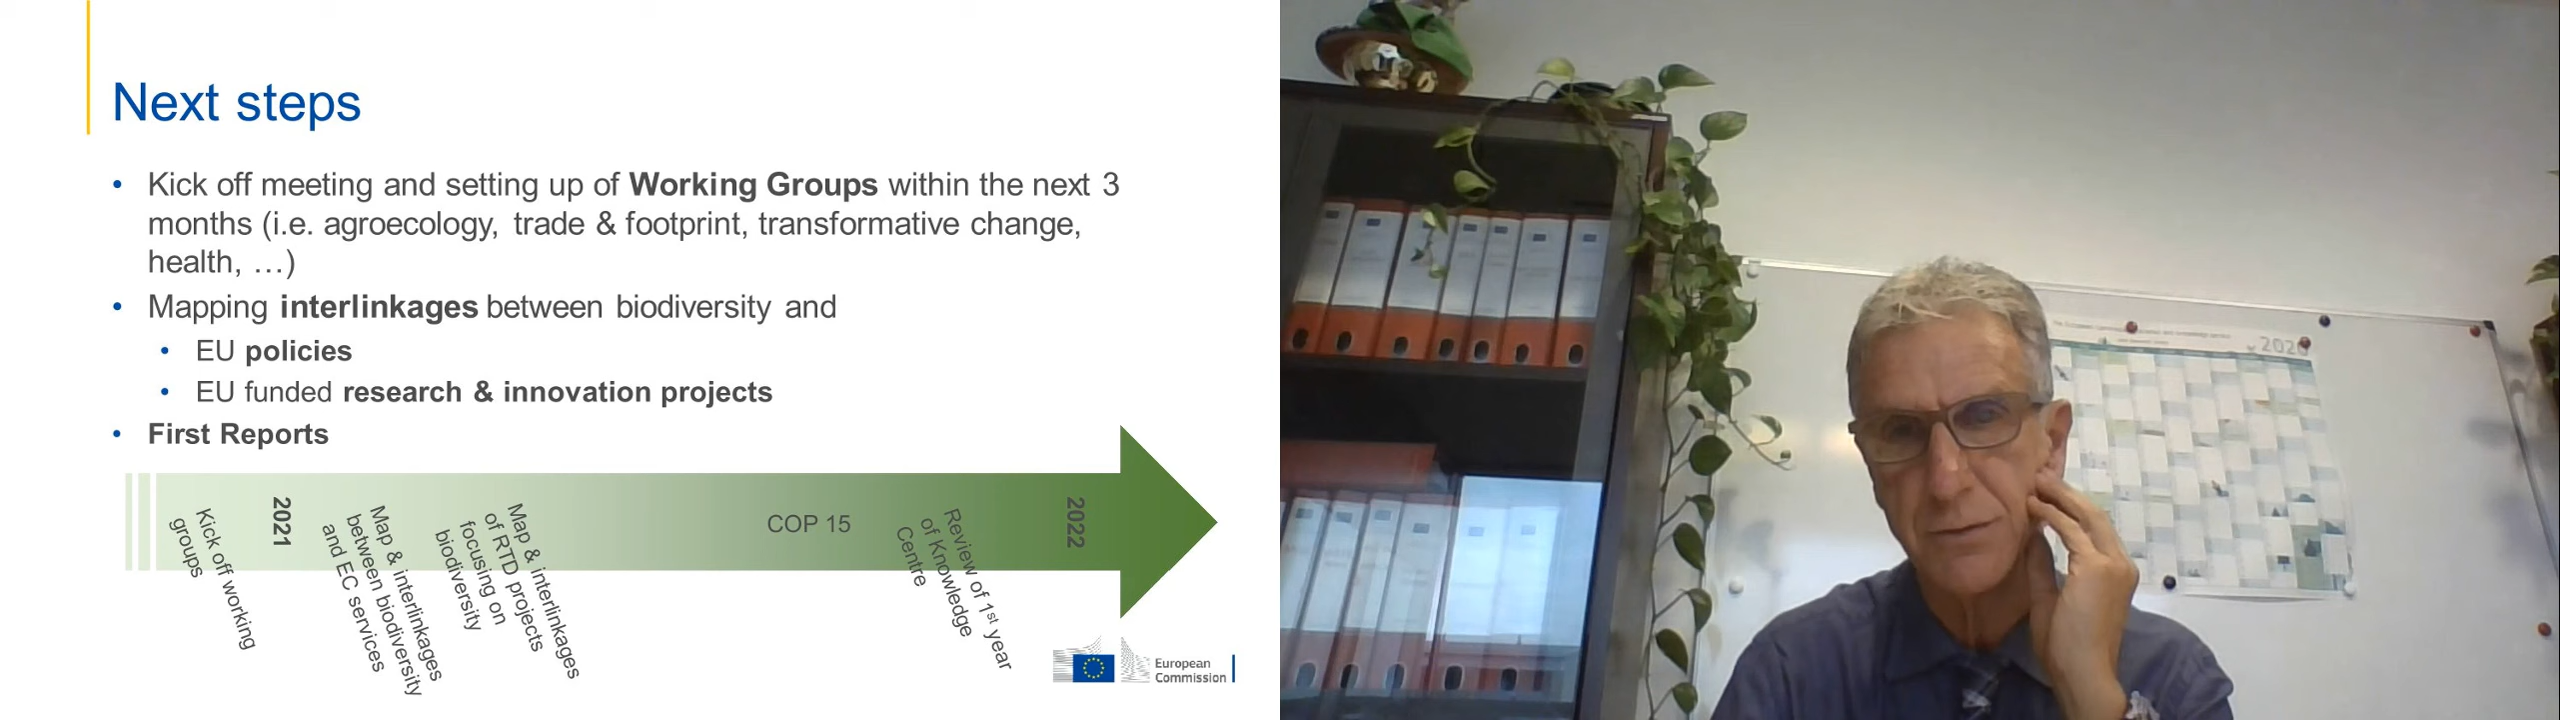 Next steps
• Kick off meeting and setting up of Working Groups within the next 3
months (i.e. agroecology, trade & footprint, transformative change,
health, …)
• Mapping interlinkages between biodiversity and
• EU policies
• EU funded research & innovation projects
• First Reports
Kick off working
groups
2021
Map & interlinkages
between biodiversity
and EC services
Map & interlinkages
of RTD projects
focusing on
biodiversity
COP 15
Review of 1st year
of Knowledge
Centre
2022
European
Commission
2020